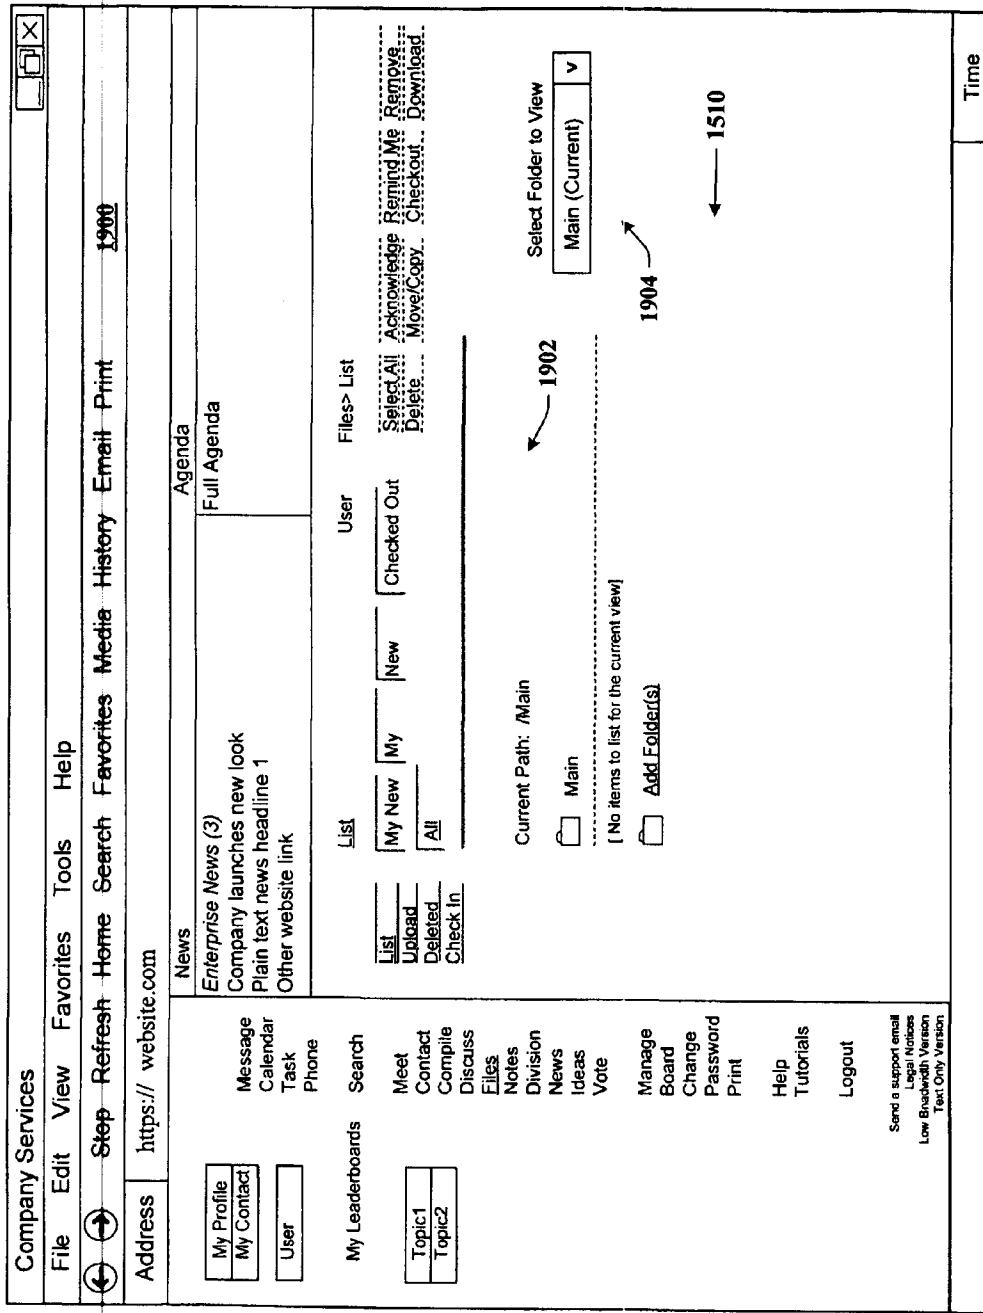 Company Services
File Edit View Favorites Tools Help
Stop Refresh Home Search Favorites Media History Email Print 1900
Address https:// website.com
My Profile
My Contact
User
Message
Calendar
Task
Phone
My Leaderboards
Search
Topic1
Topic2
Meet
Contact
Compile
Discuss
Files
Notes
Division
News
Ideas
Vote
Manage
Board
Change
Password
Print
Help
Tutorials
Logout
Send a support email
Legal Notices
Low Bnadwidth Version
Text Only Version
News
Enterprise News (3)
Company launches new look
Plain text news headline 1
Other website link
Agenda
Full Agenda
List User Files> List
List
Upload
Deleted
Check In
My New My New Checked Out
All
Select All Acknowledge Remind Me Remove
Delete Move/Copy Checkout Download
Current Path: /Main
Main
[ No items to list for the current view]
Add Folder(s)
Select Folder to View
Main (Current) V
1902
1904
1510
Time